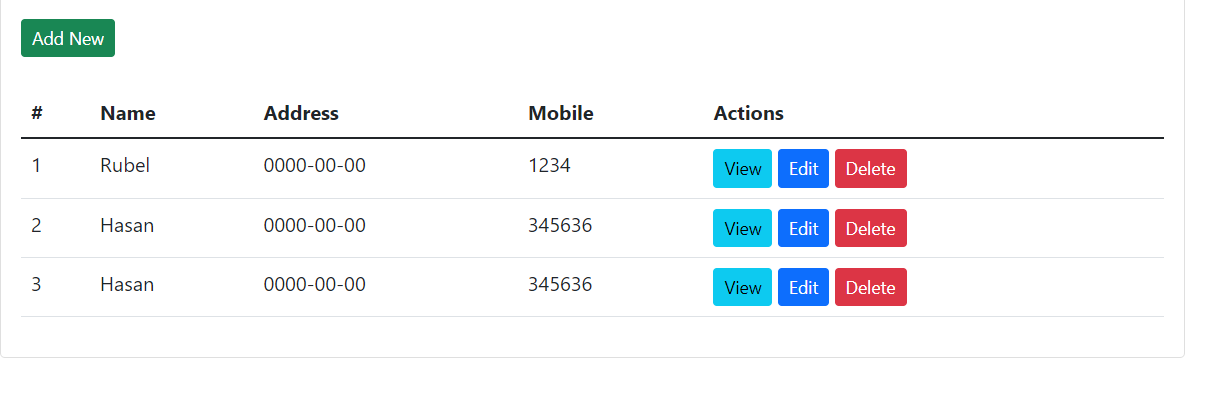 Add New
# Name Address Mobile Actions
1 Rubel 0000-00-00 1234 View Edit Delete
2 Hasan 0000-00-00 345636 View Edit Delete
3 Hasan 0000-00-00 345636 View Edit Delete